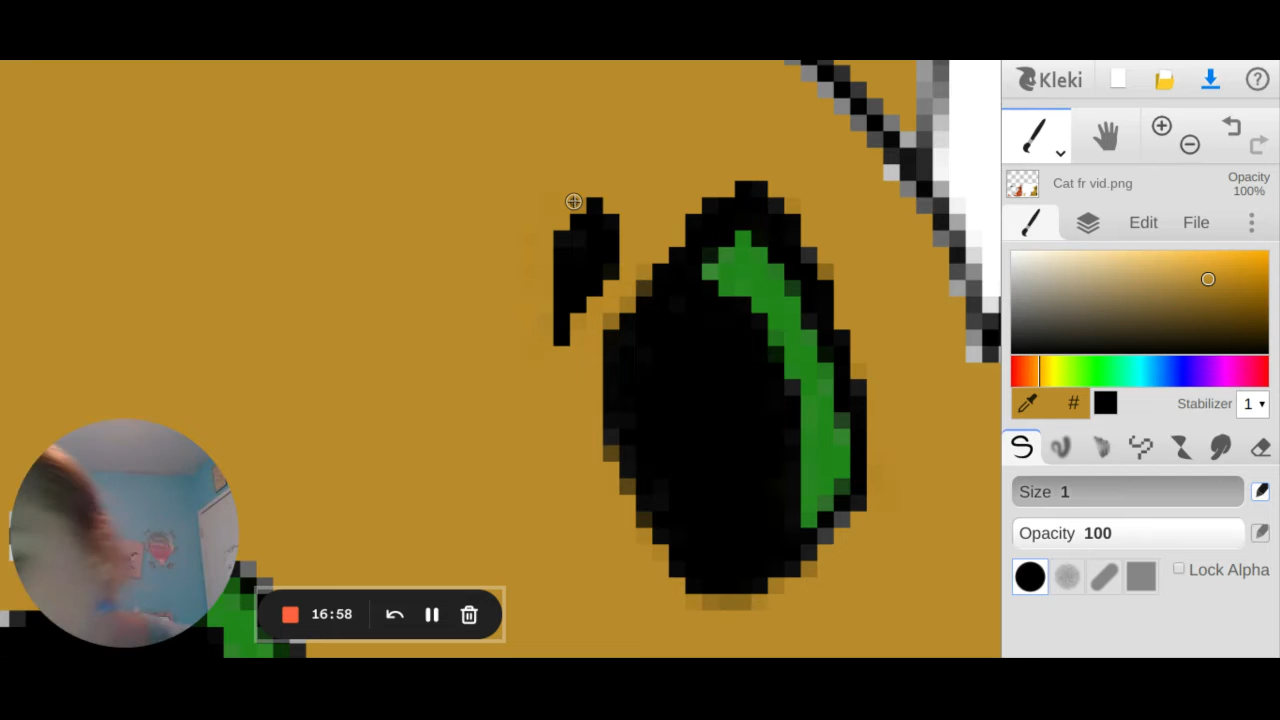 Kleki
?
Cat fr vid.png
Opacity
100%
Edit File
#
Stabilizer 1
Size 1
Opacity 100
Lock Alpha
16:58